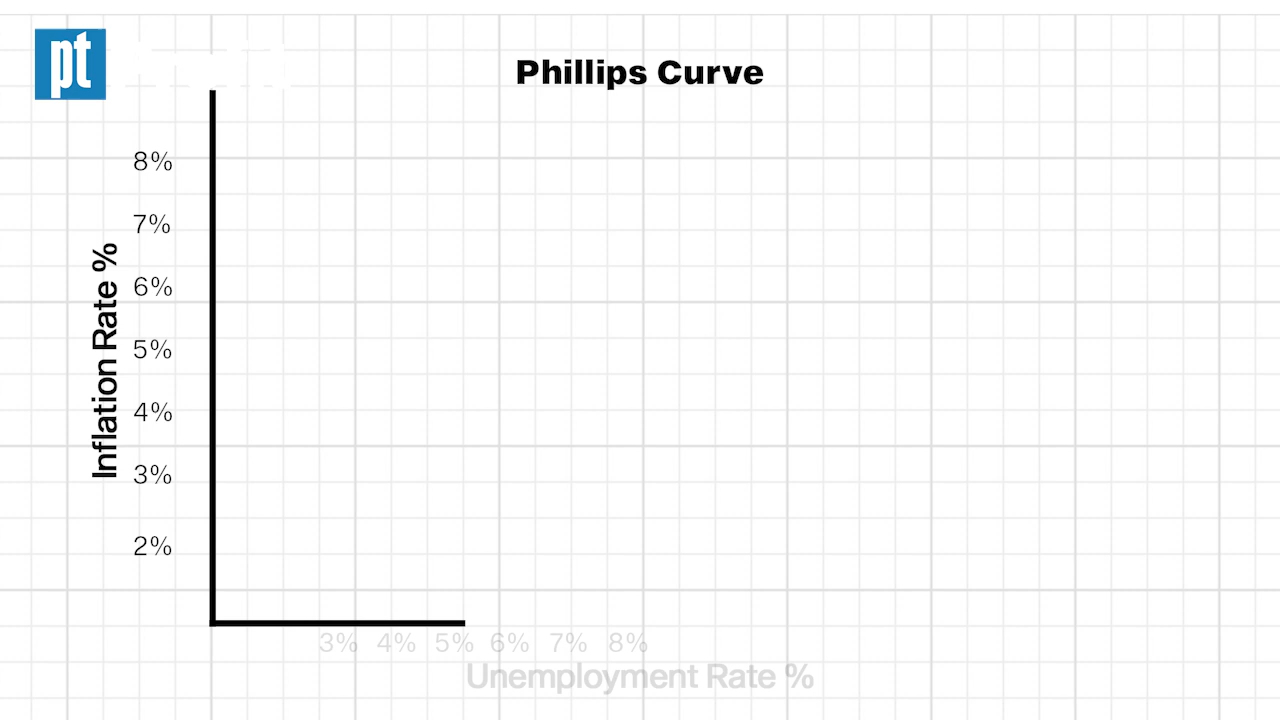 pt
Phillips Curve
8%
7%
6%
5%
4%
3%
2%
Inflation Rate %
3% 4% 5% 6% 7% 8%
Unemployment Rate %